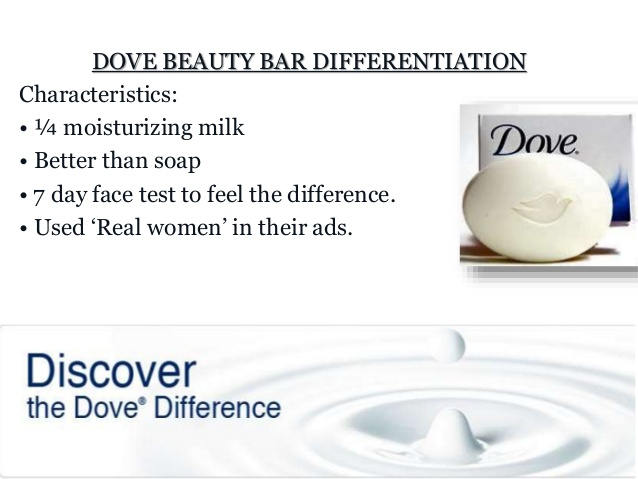 DOVE BEAUTY BAR DIFFERENTIATION
Characteristics:
• ¼ moisturizing milk
• Better than soap
• 7 day face test to feel the difference.
• Used ‘Real women’ in their ads.
Dove
Discover
the Dove® Difference